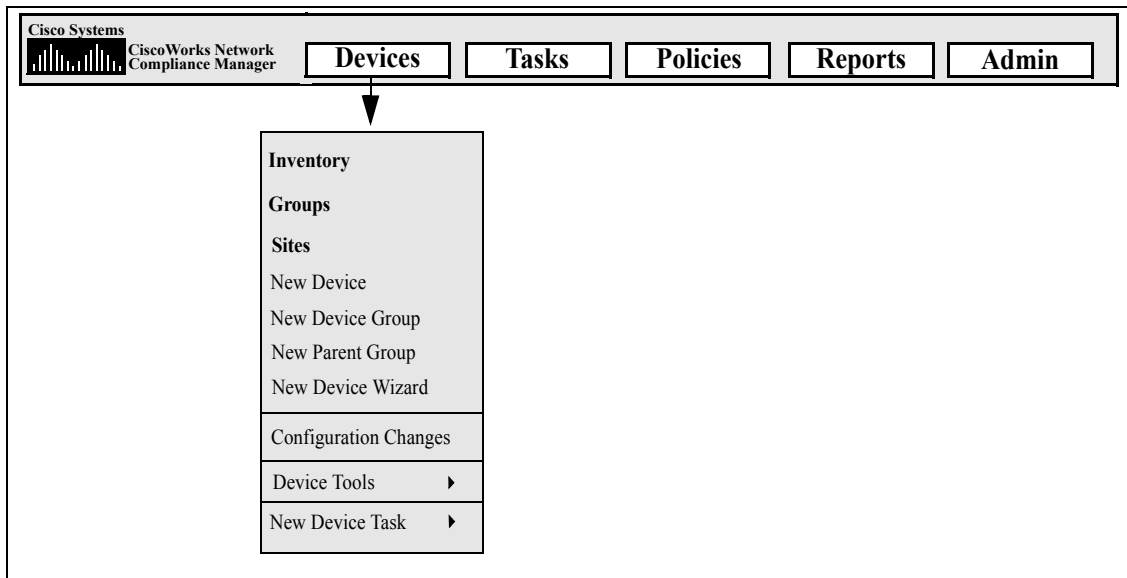 Cisco Systems
CiscoWorks Network
Compliance Manager
Devices
Tasks
Policies
Reports
Admin
Inventory
Groups
Sites
New Device
New Device Group
New Parent Group
New Device Wizard
Configuration Changes
Device Tools
New Device Task